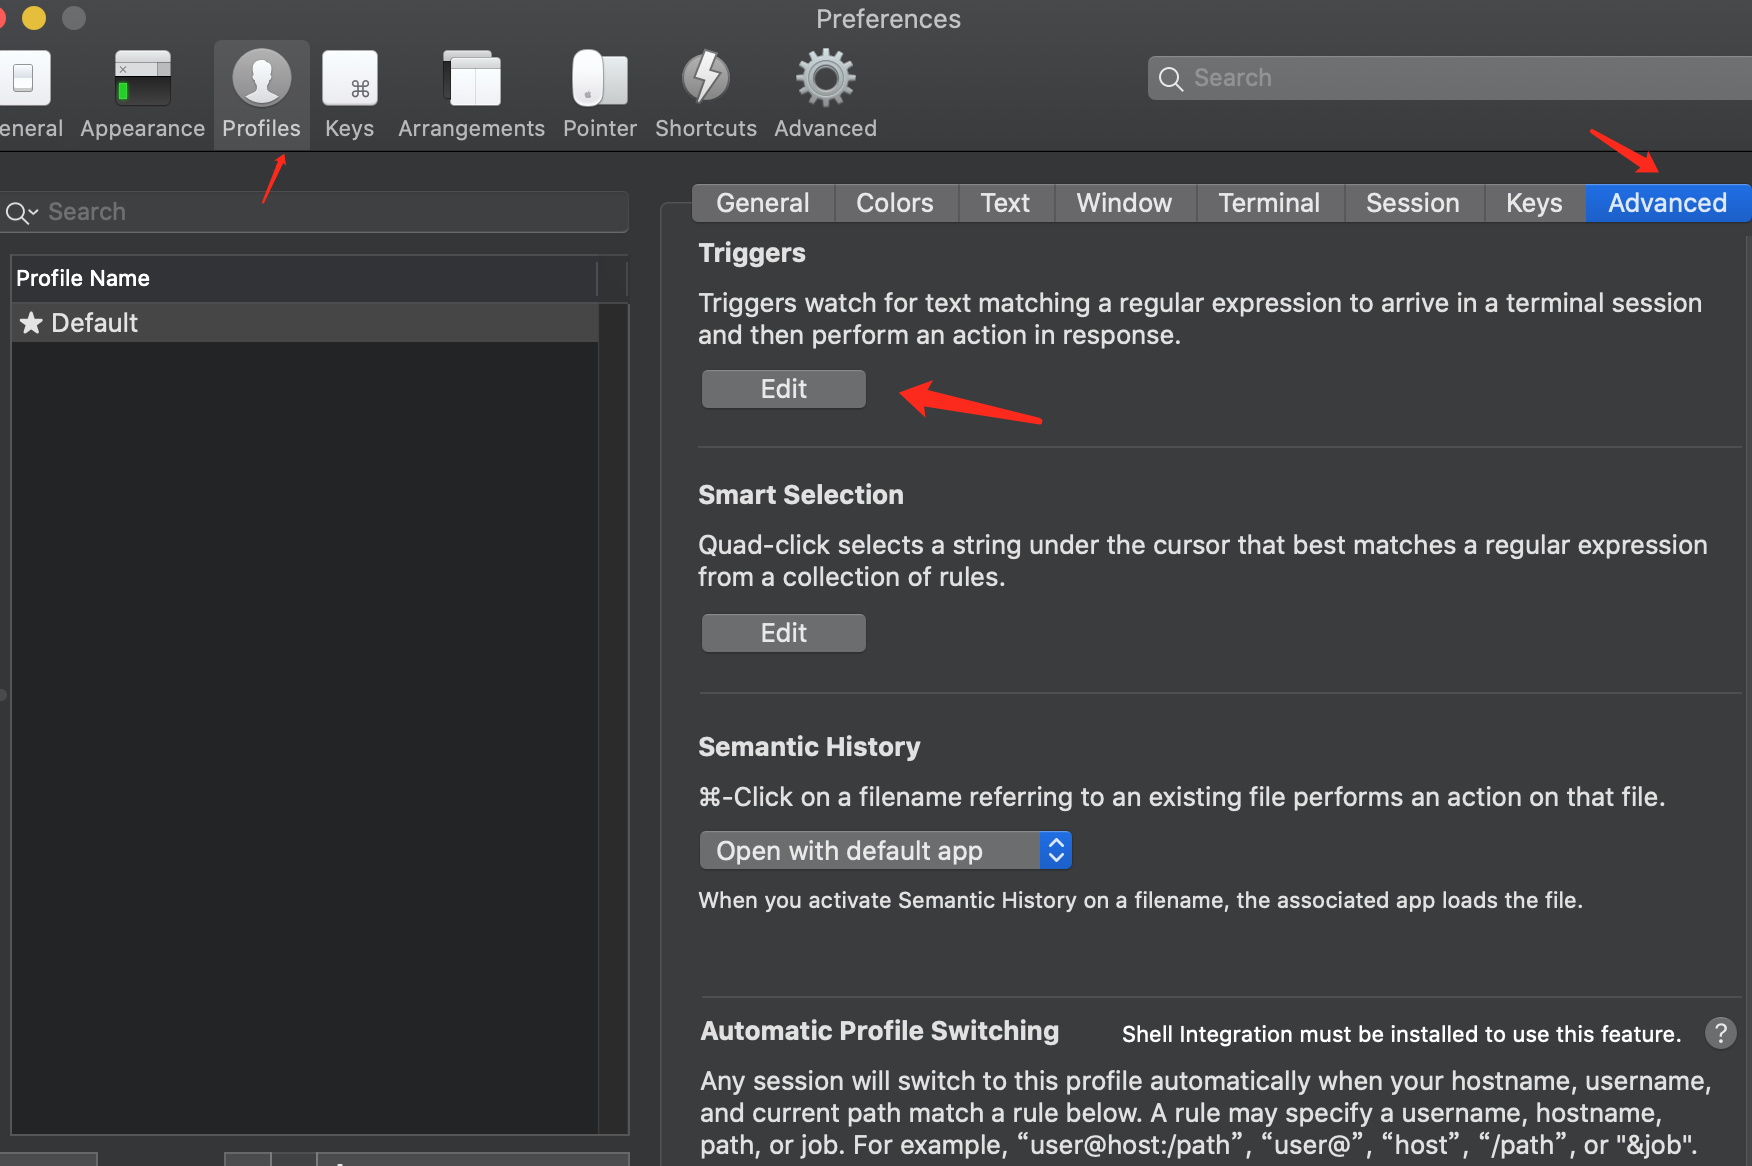 Preferences
eneral Appearance Profiles Keys Arrangements Pointer Shortcuts Advanced
Search
Search
Profile Name
★ Default
General Colors Text Window Terminal Session Keys Advanced
Triggers
Triggers watch for text matching a regular expression to arrive in a terminal session
and then perform an action in response.
Edit
Smart Selection
Quad-click selects a string under the cursor that best matches a regular expression
from a collection of rules.
Edit
Semantic History
⌘-Click on a filename referring to an existing file performs an action on that file.
Open with default app
When you activate Semantic History on a filename, the associated app loads the file.
Automatic Profile Switching Shell Integration must be installed to use this feature. ?
Any session will switch to this profile automatically when your hostname, username,
and current path match a rule below. A rule may specify a username, hostname,
path, or job. For example, “user@host:/path”, “user@”, “host”, “/path”, or "&job".